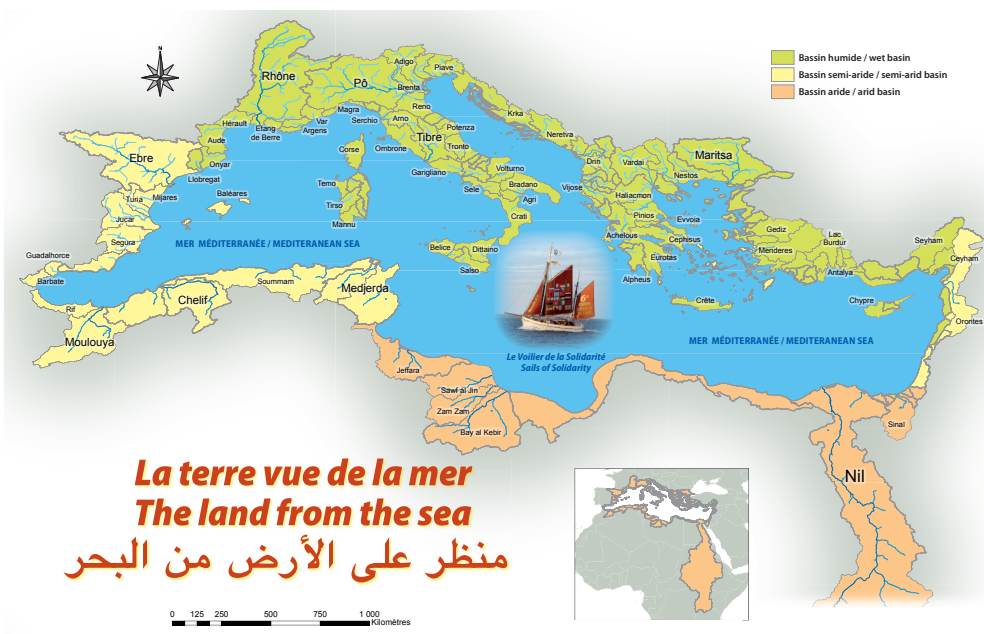 N
Bassin humide / wet basin
Bassin semi-aride / semi-arid basin
Bassin aride / arid basin
Rhône
Pô
Adigo
Piave
Brenta
Reno
Magra
Serchio
Arno
Var
Argens
Hérault
Etang
de Berre
Aude
Onyar
Llobregat
Ebre
Turia
Mijares
Jucar
Segura
Baléares
Guadalhorce
Barbate
Corse
Ombrone
Tibre
Potenza
Tronto
Garigliano
Volturno
Sele
Bradano
Agri
Crati
Temo
Tirso
Mannu
Belice
Dittaino
Salso
Krka
Neretva
Drin
Vardai
Maritsa
Nestos
Vijose
Haliacmon
Pinios
Evvoia
Achelous
Cephisus
Eurotas
Alpheus
Crête
Gediz
Menderes
Lac
Burdur
Antalya
Seyham
Ceyham
Chypre
Orontes
MER MÉDITERRANÉE / MEDITERANEAN SEA
MER MÉDITERRANÉE / MEDITERANEAN SEA
Rif
Moulouya
Chelif
Soummam
Medjerda
Le Voilier de la Solidarité
Sails of Solidarity
Jeffara
Sawf al Jin
Zam Zam
Bay al Kebir
Sinal
Nil
La terre vue de la mer
The land from the sea
منظر على الأرض من البحر
0 125 250 500 750 1 000
Kilomètres